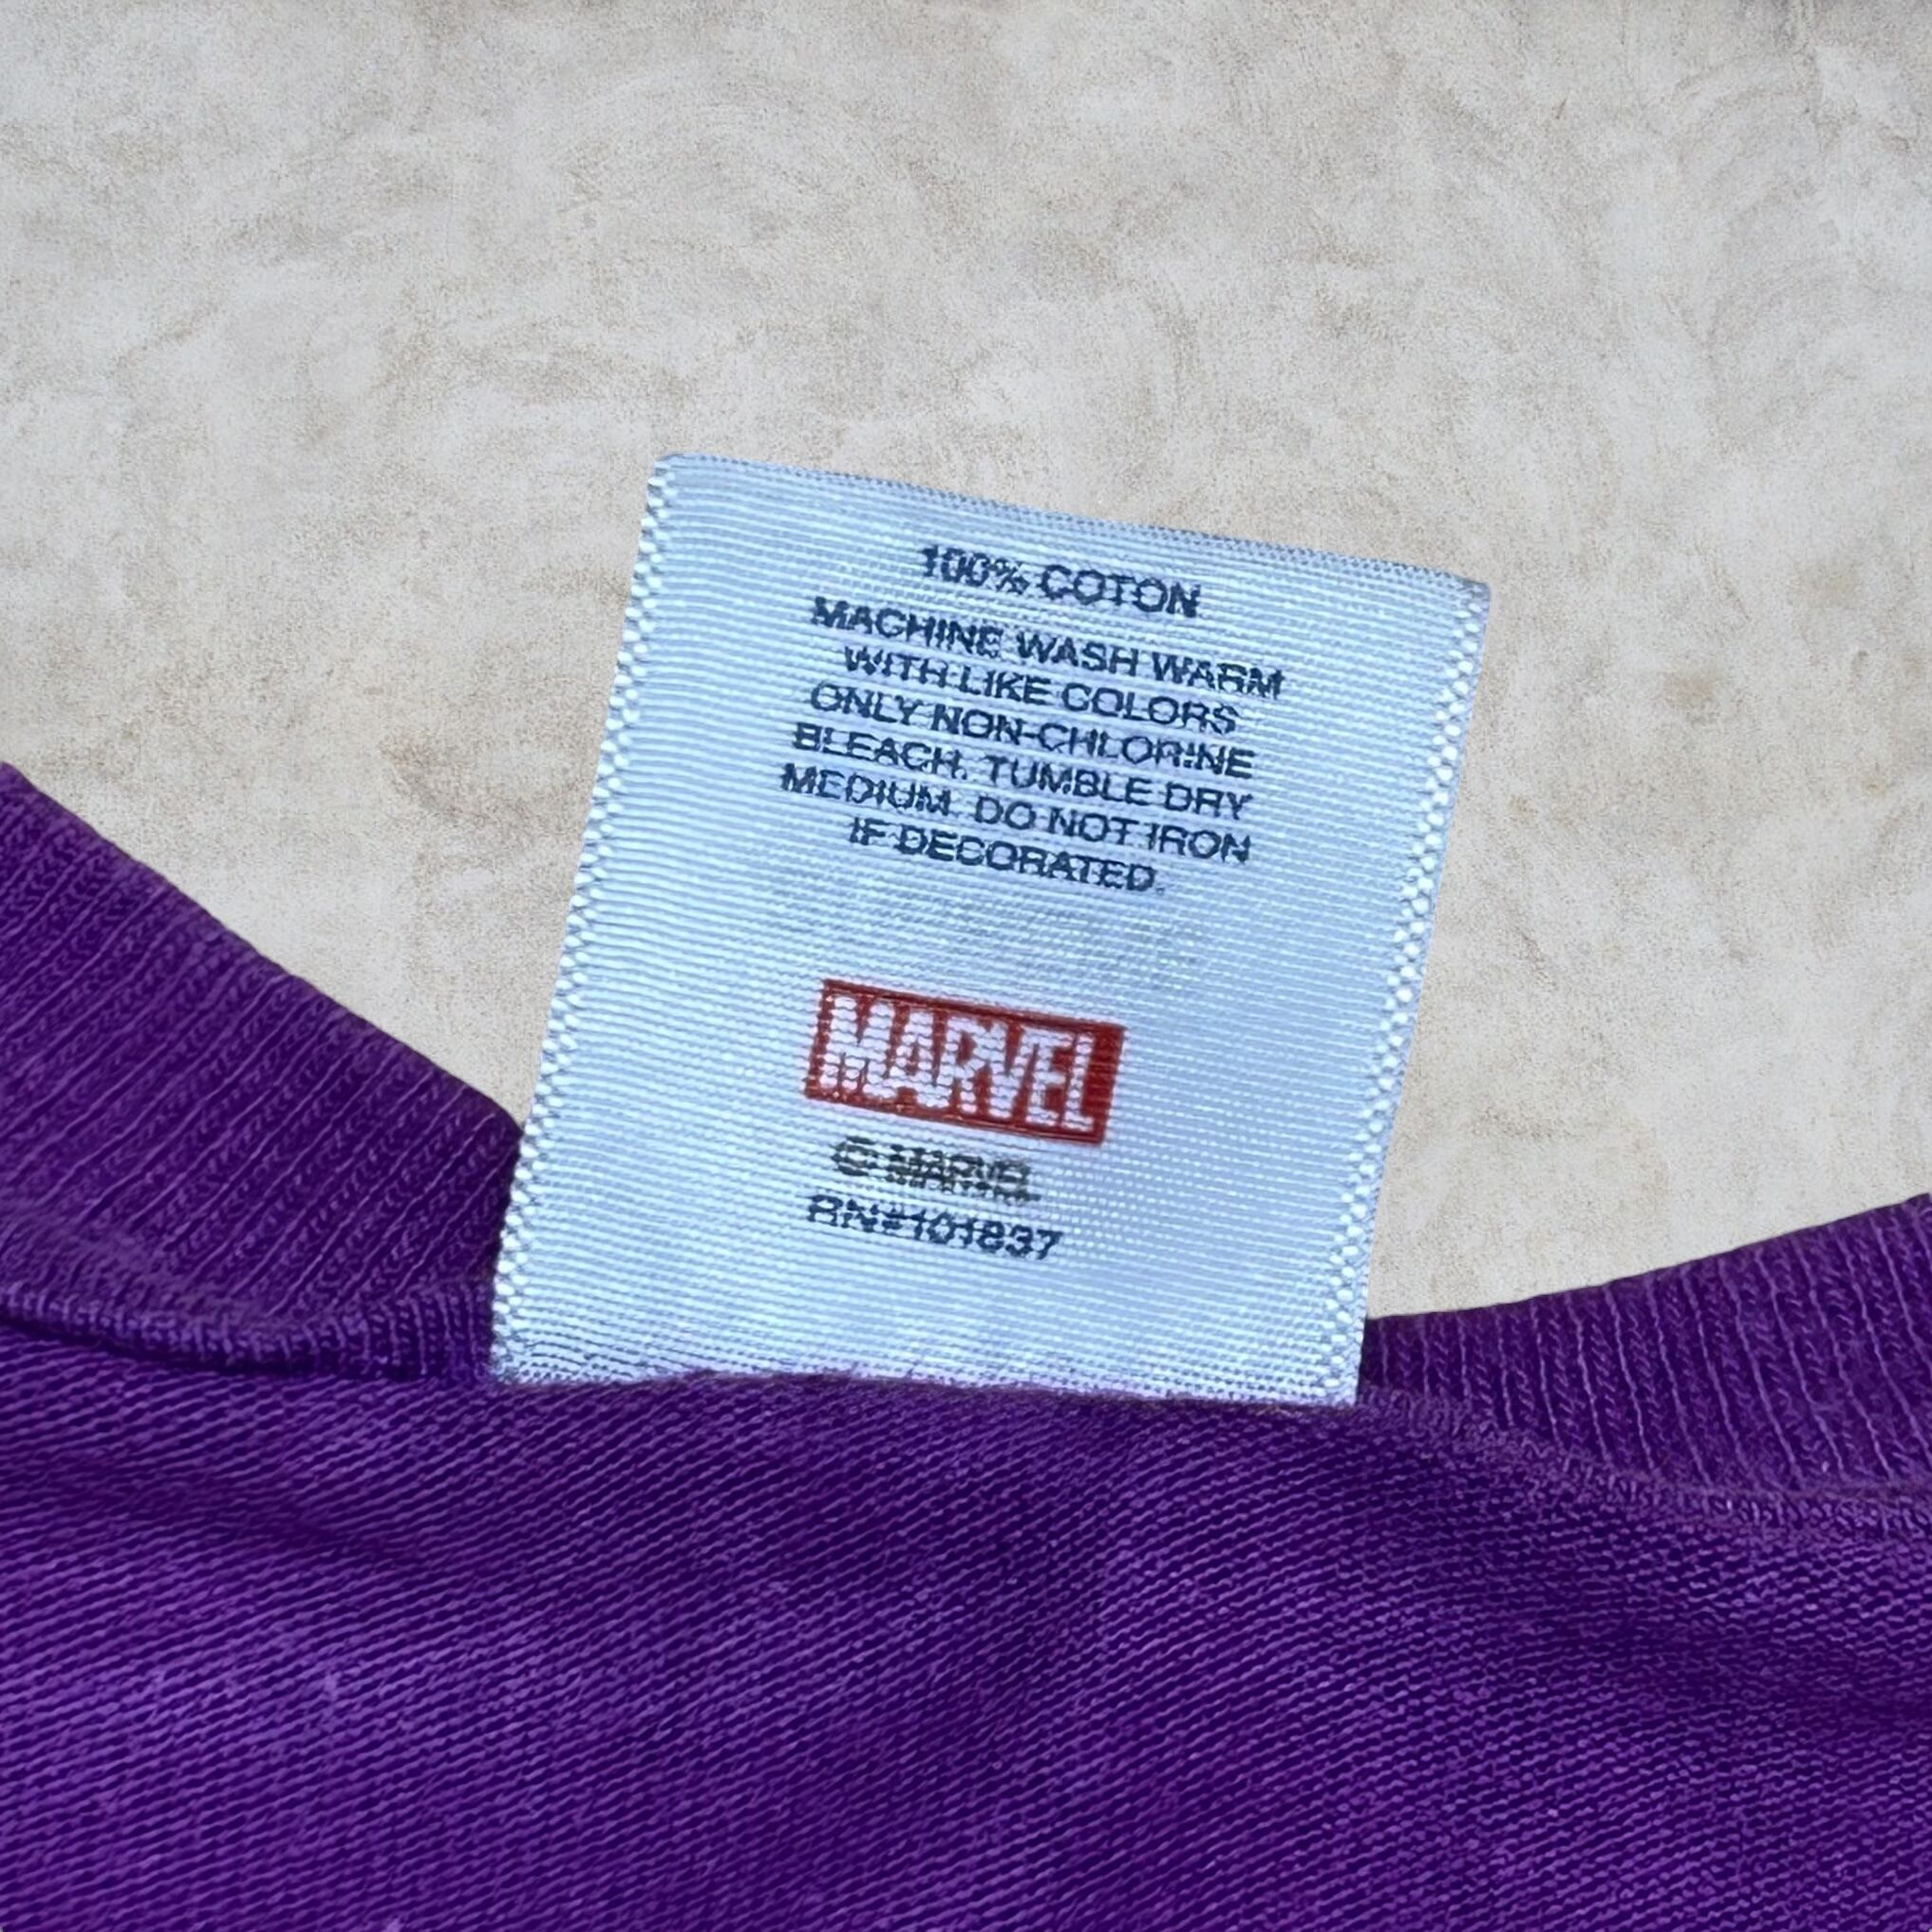 100% COTON
MACHINE WASH WARM
WITH LIKE COLORS
ONLY NON-CHLORINE
BLEACH. TUMBLE DRY
MEDIUM. DO NOT IRON
IF DECORATED.
MARVEL
© MARVEL
RN#101837